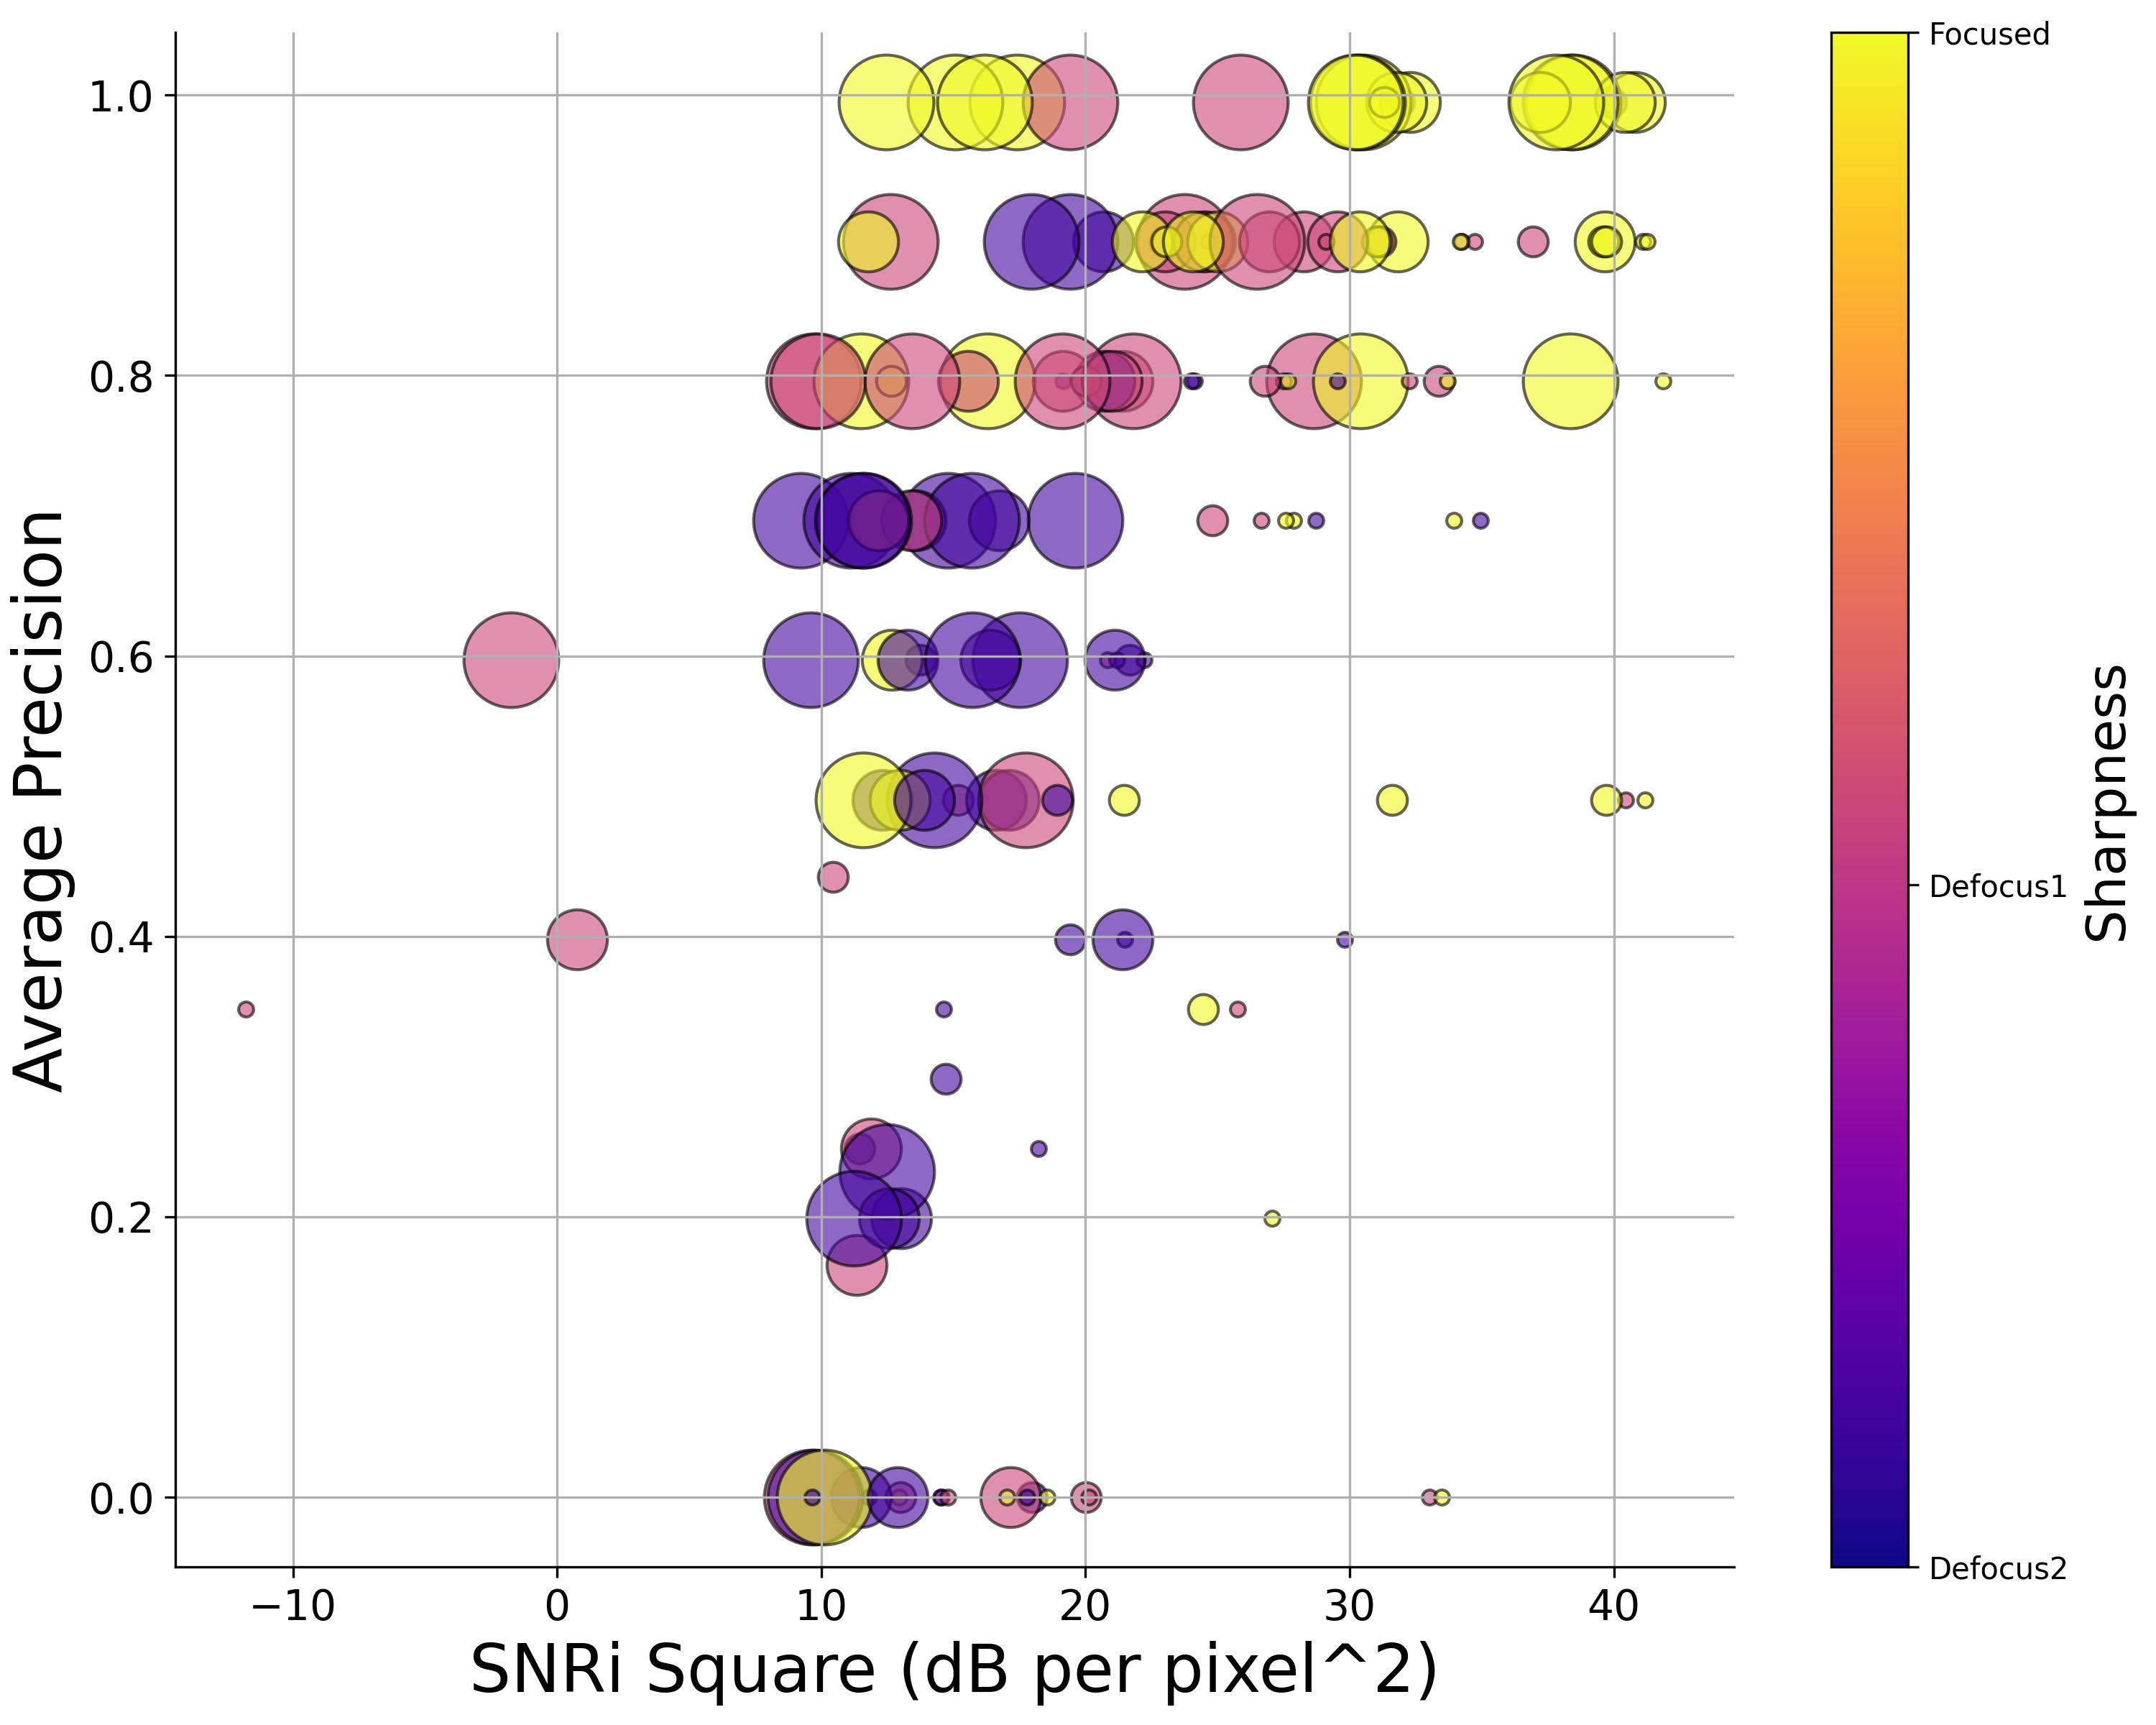 Average Precision
1.0
0.8
0.6
0.4
0.2
0.0
−10 0 10 20 30 40
SNRi Square (dB per pixel^2)
Focused
Defocus1
Defocus2
Sharpness